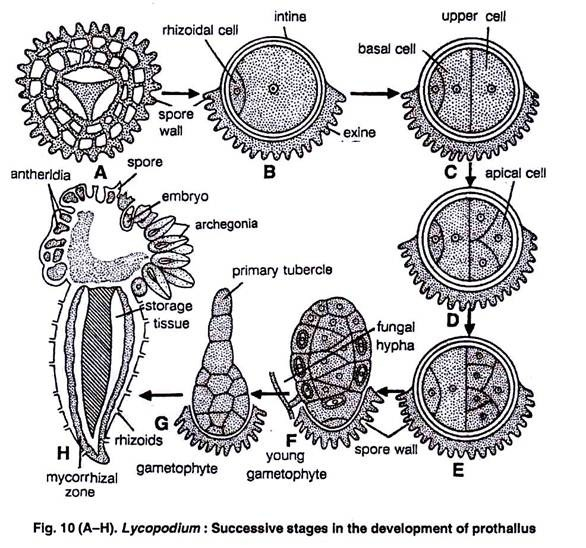 intine
upper cell
rhizoidal cell
basal cell
spore
wall
exine
A
B
C
antheridia
spore
embryo
archegonia
apical cell
primary tubercle
D
storage
tissue
fungal
hypha
G
F
E
H
rhizoids
spore wall
gametophyte
young
gametophyte
mycorrhizal
zone
Fig. 10 (A–H). Lycopodium : Successive stages in the development of prothallus